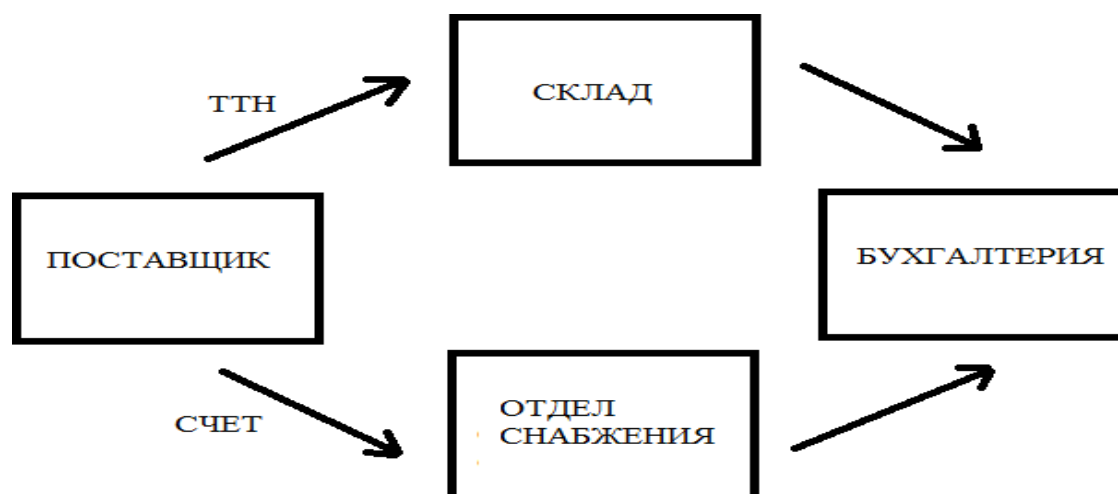 ТТН
СКЛАД
ПОСТАВЩИК
БУХГАЛТЕРИЯ
СЧЕТ
ОТДЕЛ
СНАБЖЕНИЯ